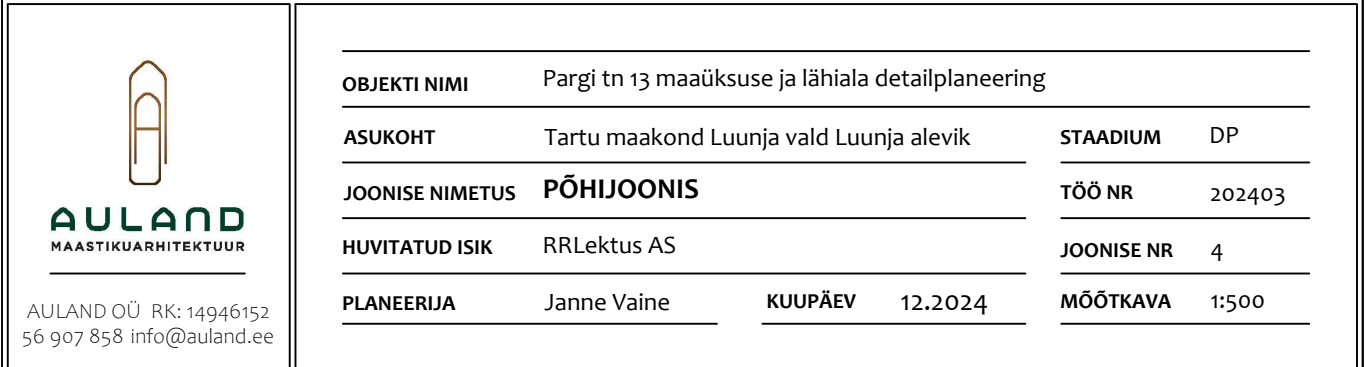 AULAND
MAASTIKUARHITEKTUUR
AULAND OÜ RK: 14946152
56 907 858 info@auland.ee
OBJEKTI NIMI Pargi tn 13 maaüksuse ja lähiala detailplaneering
ASUKOHT Tartu maakond Luunja vald Luunja alevik STAADIUM DP
JOONISE NIMETUS PÕHIJOONIS TÖÖ NR 202403
HUVITATUD ISIK RRLektus AS JOONISE NR 4
PLANEERIJA Janne Vaine KUUPÄEV 12.2024 MÕÕTKAVA 1:500